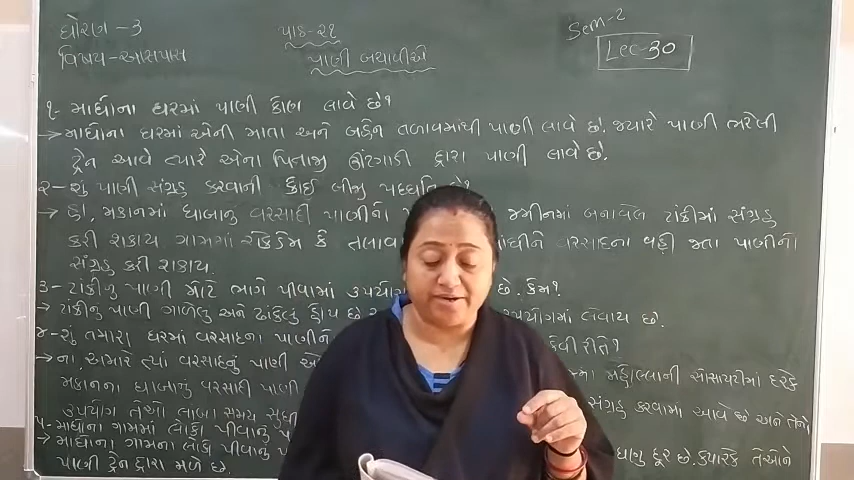 ધોરણ -૩
પાઠ-૨૧
Sem-2
વિષય-આસપાસ
પાણી બચાવીએ
Lec-30
૧- માધોના ઘરમાં પાણી કોણ લાવે છે?
→ માધોના ઘરમાં એની માતા અને બહેન તળાવમાંથી પાણી લાવે છે. જ્યારે પાણી ભરેલી
ટ્રેન આવે ત્યારે એના પિતાજી ઊંટગાડી દ્વારા પાણી લાવે છે.
૨- શું પાણી સંગ્રહ કરવાની કોઈ બીજી પદ્ધતિ છે?
→ હા, મકાનમાં ધાબાનુ વરસાદી પાણીનો જમીનમાં બનાવેલ ટાંકીમાં સંગ્રહ
કરી શકાય ગામમાં ચેકડેમ કે તળાવ બાંધીને વરસાદના વહી જતા પાણીનો
સંગ્રહ કરી શકાય.
૩- ટાંકીનુ પાણી મોટે ભાગે પીવામાં ઉપયોગ છે. કેમ?
→ ટાંકીનુ પાણી ગાળેલુ અને ઢાંકેલુ હોય છે ઉપયોગમાં લેવાય છે.
૪- શું તમારા ઘરમાં વરસાદના પાણીને કેવી રીતે?
→ ના. અમારે ત્યાં વરસાદનું પાણી મહોલ્લાની સોસાયટીમાં દરેક
મકાનના ધાબાનું વરસાદી પાણી સંગ્રહ કરવામાં આવે છે અને તેનો
ઉપયોગ તેઓ લાંબા સમય સુધી
૫- માધોના ગામમાં લોકો પીવાનુ
→ માધોના ગામના લોકો પીવાનુ ઘણુ દૂર છે. ક્યારેક તેઓને
પાણી ટ્રેન દ્વારા મળે છે.